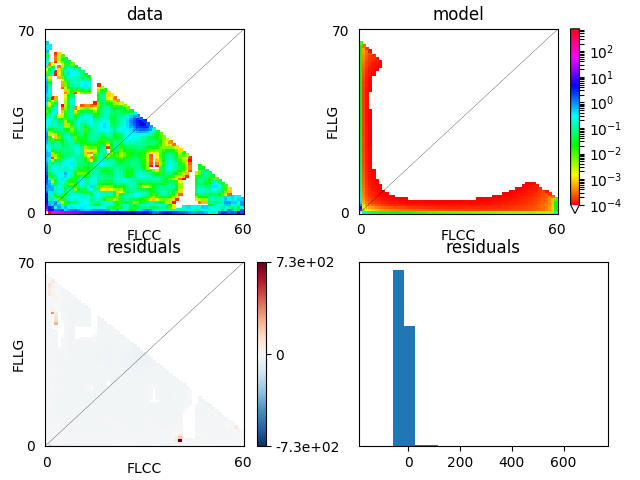 data
model
70
FLLG
0
0
FLCC
60
70
FLLG
0
0
FLCC
60
10²
10¹
10⁰
10⁻¹
10⁻²
10⁻³
10⁻⁴
residuals
residuals
70
FLLG
0
0
FLCC
60
7.3e+02
0
-7.3e+02
0
200
400
600